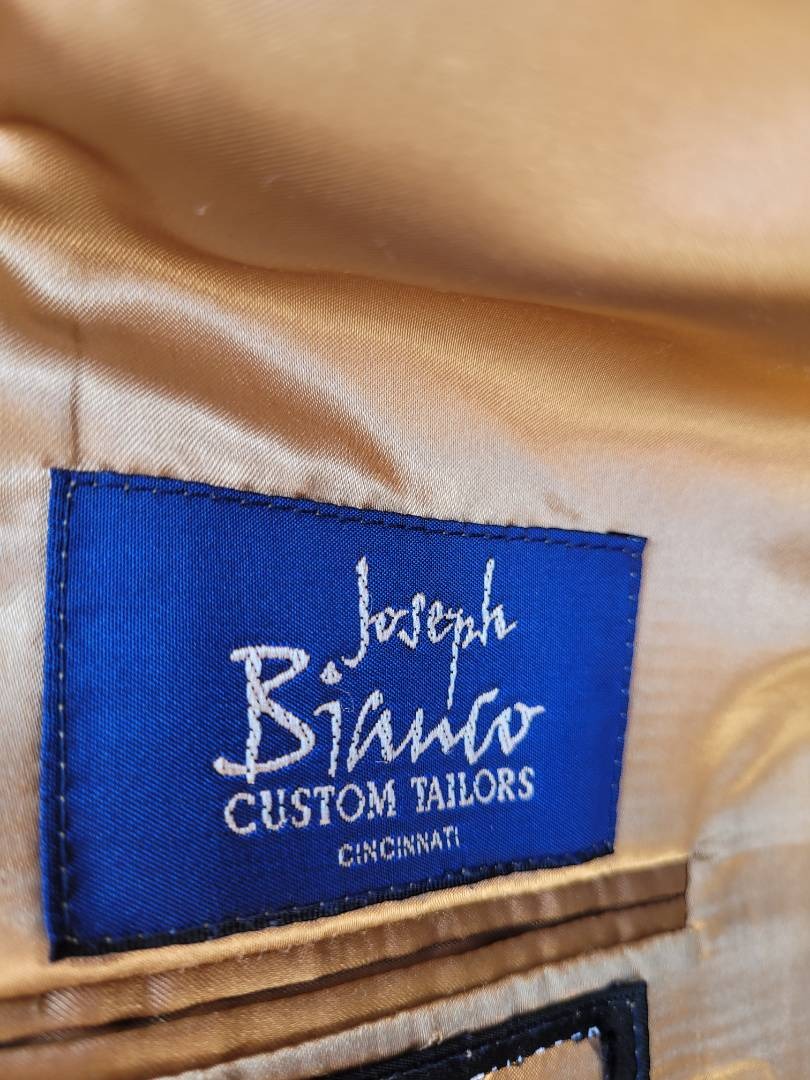 Joseph
Bianco
CUSTOM TAILORS
CINCINNATI